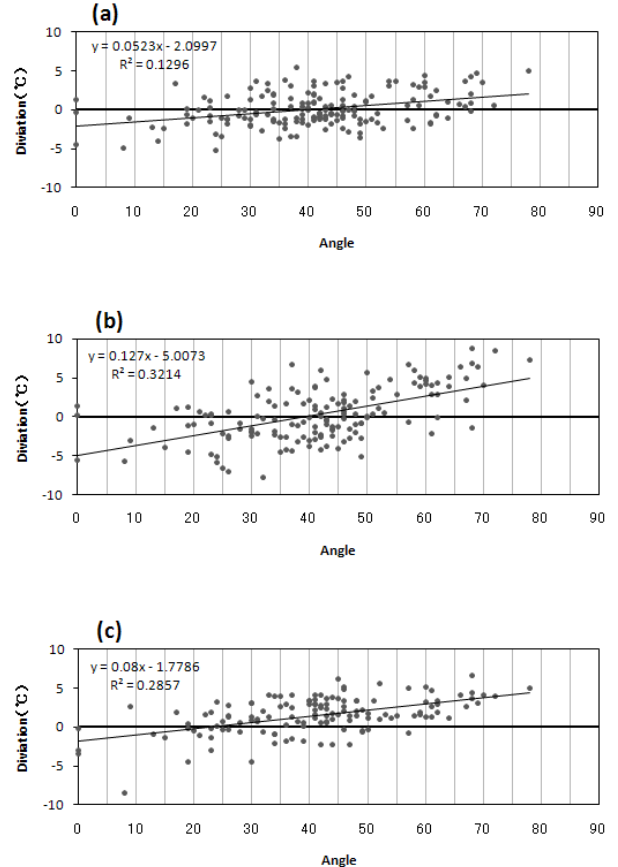 (a)
Diviation(℃)
y = 0.0523x - 2.0997
R² = 0.1296
10
5
0
-5
-10
0 10 20 30 40 50 60 70 80 90
Angle
(b)
Diviation(℃)
y = 0.127x - 5.0073
R² = 0.3214
10
5
0
-5
-10
0 10 20 30 40 50 60 70 80 90
Angle
(c)
Diviation(℃)
y = 0.08x - 1.7786
R² = 0.2857
10
5
0
-5
-10
0 10 20 30 40 50 60 70 80 90
Angle